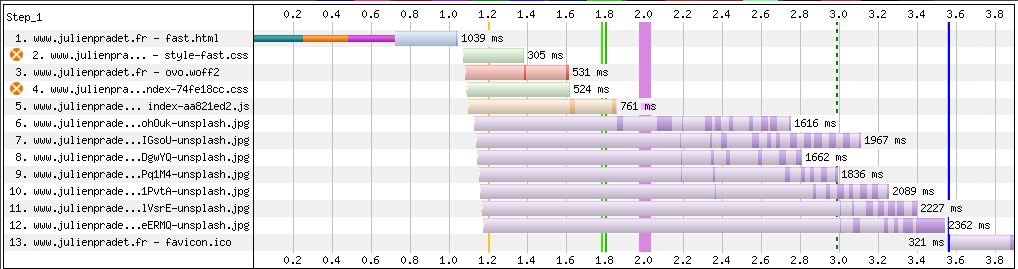 Step_1 0.2 0.4 0.6 0.8 1.0 1.2 1.4 1.6 1.8 2.0 2.2 2.4 2.6 2.8 3.0 3.2 3.4 3.6 3.8
1. www.julienpradet.fr - fast.html 1039 ms
2. www.julienpra... - style-fast.css 305 ms
3. www.julienpradet.fr - ovo.woff2 531 ms
4. www.julienpra...ndex-74fe18cc.css 524 ms
5. www.julienprade... index-aa821ed2.js 761 ms
6. www.julienprade...ohOuk-unsplash.jpg 1616 ms
7. www.julienprade...IGsoU-unsplash.jpg 1967 ms
8. www.julienprade...DgwYQ-unsplash.jpg 1662 ms
9. www.julienprade...Pq1M4-unsplash.jpg 1836 ms
10. www.julienprade...1PvtA-unsplash.jpg 2089 ms
11. www.julienprade...lVsrE-unsplash.jpg 2227 ms
12. www.julienprade...eERMQ-unsplash.jpg 2362 ms
13. www.julienpradet.fr - favicon.ico 321 ms
0.2 0.4 0.6 0.8 1.0 1.2 1.4 1.6 1.8 2.0 2.2 2.4 2.6 2.8 3.0 3.2 3.4 3.6 3.8